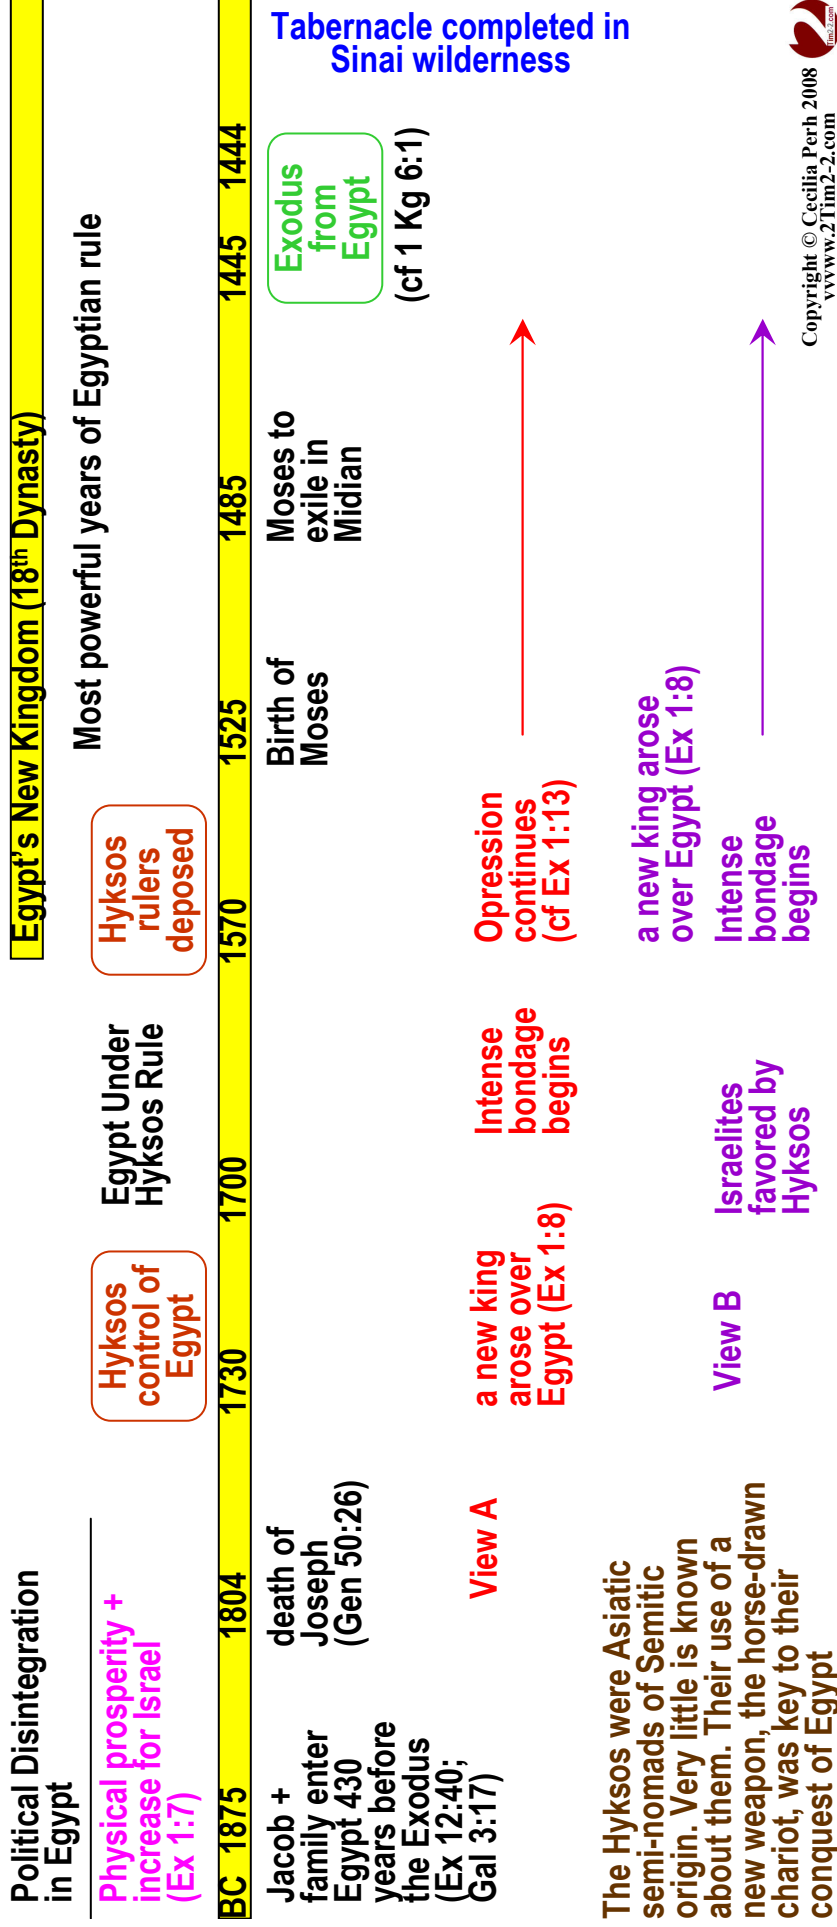 Political Disintegration
in Egypt
Egypt's New Kingdom (18th Dynasty)
Physical prosperity +
increase for Israel
(Ex 1:7)
Hyksos
control of
Egypt
Egypt Under
Hyksos Rule
Hyksos
rulers
deposed
Most powerful years of Egyptian rule
BC 1875 1804 1730 1700 1570 1525 1485 1445 1444
Jacob +
family enter
Egypt 430
years before
the Exodus
(Ex 12:40;
Gal 3:17)
death of
Joseph
(Gen 50:26)
Birth of
Moses
Moses to
exile in
Midian
Exodus
from
Egypt
(cf 1 Kg 6:1)
Tabernacle completed in
Sinai wilderness
View A
a new king
arose over
Egypt (Ex 1:8)
Intense
bondage
begins
Opression
continues
(cf Ex 1:13)
The Hyksos were Asiatic
semi-nomads of Semitic
origin. Very little is known
about them. Their use of a
new weapon, the horse-drawn
chariot, was key to their
conquest of Egypt
View B
Israelites
favored by
Hyksos
a new king arose
over Egypt (Ex 1:8)
Intense
bondage
begins
Copyright © Cecilia Perh 2008
vvww.2Tim2-2.com
2
Tim2-2.com